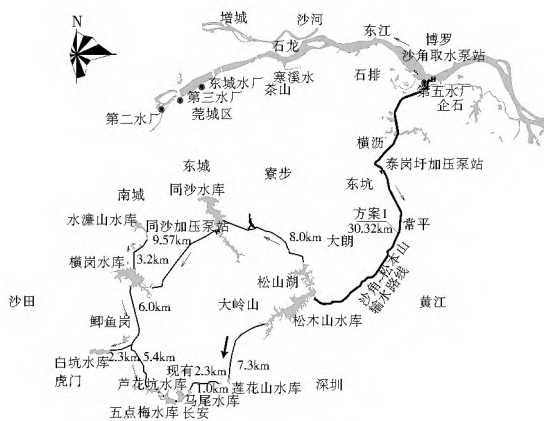 N
增城
沙河
东江
博罗
石龙
沙角取水泵站
东城水厂
寒溪水
石排
第五水厂
第三水厂
茶山
企石
第二水厂
莞城区
横沥
泰岗圩加压泵站
东城
寮步
东坑
南城
同沙水库
方案1
30.32km
常平
水濂山水库
同沙加压泵站
9.57km
8.0km
大朗
3.2km
横岗水库
松山湖
沙角-松木山
输水路线
沙田
6.0km
大岭山
松木山水库
黄江
鲫鱼岗
白坑水库
2.3km
5.4km
现有2.3km
7.3km
虎门
芦花坑水库
1.0km
莲花山水库
深圳
马尾水库
五点梅水库
长安